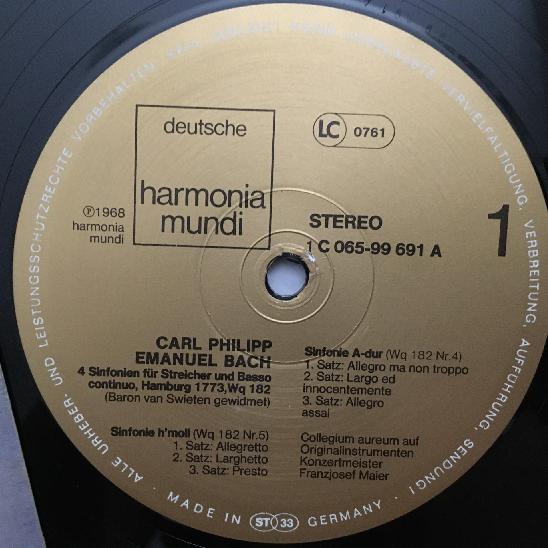 ALLE URHEBER- UND LEISTUNGSSCHUTZRECHTE VORBEHALTEN. KEINE UNERLAUBTE VERVIELFÄLTIGUNG, VERBREITUNG, AUFFÜHRUNG, SENDUNG!
deutsche
harmonia
mundi
LC 0761
℗1968
harmonia
mundi
STEREO
1 C 065-99 691 A
1
CARL PHILIPP
EMANUEL BACH
4 Sinfonien für Streicher und Basso
continuo, Hamburg 1773, Wq 182
(Baron van Swieten gewidmet)
Sinfonie h'moll (Wq 182 Nr.5)
1. Satz: Allegretto
2. Satz: Larghetto
3. Satz: Presto
Sinfonie A-dur (Wq 182 Nr.4)
1. Satz: Allegro ma non troppo
2. Satz: Largo ed
innocentemente
3. Satz: Allegro
assai
Collegium aureum auf
Originalinstrumenten
Konzertmeister
Franzjosef Maier
MADE IN ST 33 GERMANY